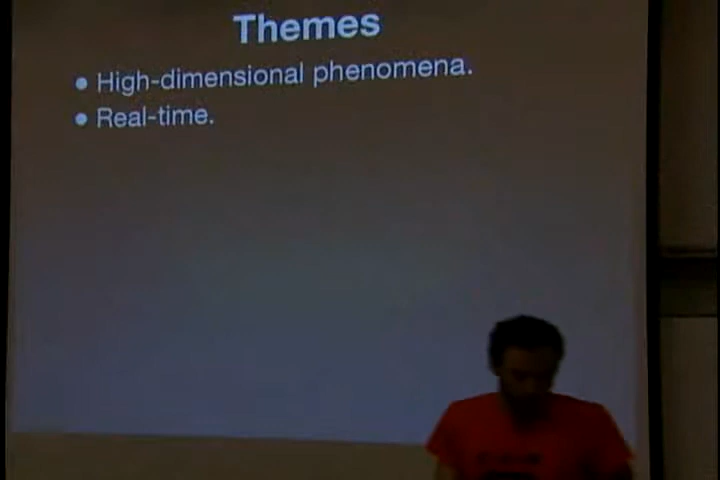 Themes
• High-dimensional phenomena.
• Real-time.